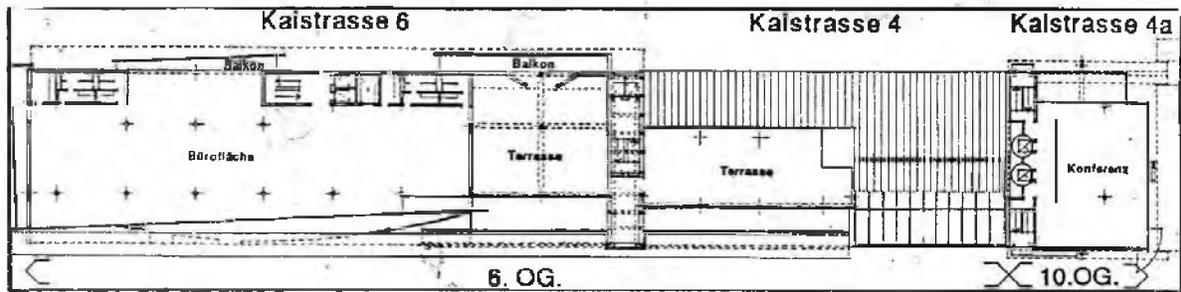 Kaistrasse 6 Kaistrasse 4 Kaistrasse 4a
Balkon Balkon
Bürofläche Terrasse Terrasse Konferenz
6. OG. 10.OG.